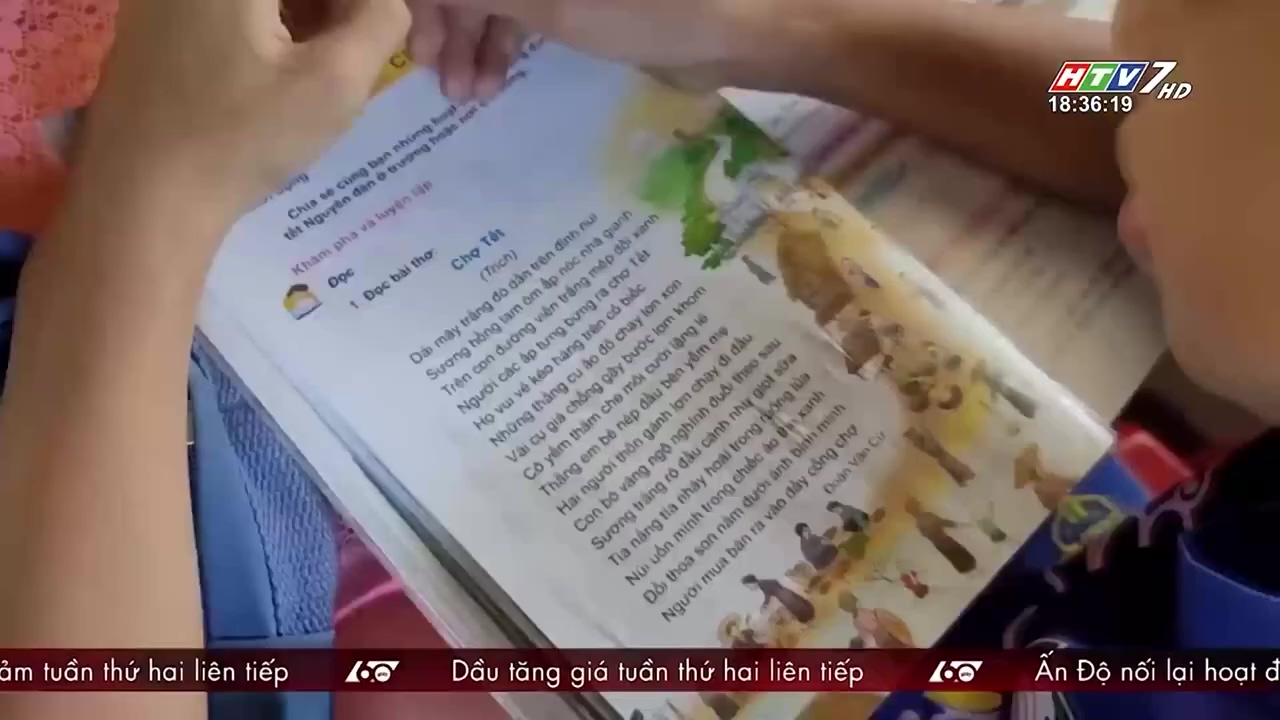 HTV7 HD
18:36:19
Chia sẻ cùng bạn những hoạt
tết Nguyên đán ở trường hoặc nơi
Khám phá và luyện tập
Đọc
1 Đọc bài thơ:
Chợ Tết
(Trích)
Dải mây trắng đỏ dần trên đỉnh núi
Sương hồng lam ôm ấp nóc nhà gianh
Trên con đường viền trắng mép đồi xanh
Người các ấp tưng bừng ra chợ Tết
Họ vui vẻ kéo hàng trên cỏ biếc
Những thằng cu áo đỏ chạy lon xon
Vài cụ già chống gậy bước lom khom
Cô yếm thắm che môi cười lặng lẽ
Thằng em bé nép đầu bên yếm mẹ
Hai người thôn gánh lợn chạy đi đầu
Con bò vàng ngộ nghĩnh đuổi theo sau
Sương trắng rỏ đầu cành như giọt sữa
Tia nắng tía nháy hoài trong ruộng lúa
Núi uốn mình trong chiếc áo the xanh
Đồi thoa son nằm dưới ánh bình minh
Người mua bán ra vào đầy cổng chợ
Đoàn Văn Cừ
ảm tuần thứ hai liên tiếp 60 giây Dầu tăng giá tuần thứ hai liên tiếp 60 giây Ấn Độ nối lại hoạt đ